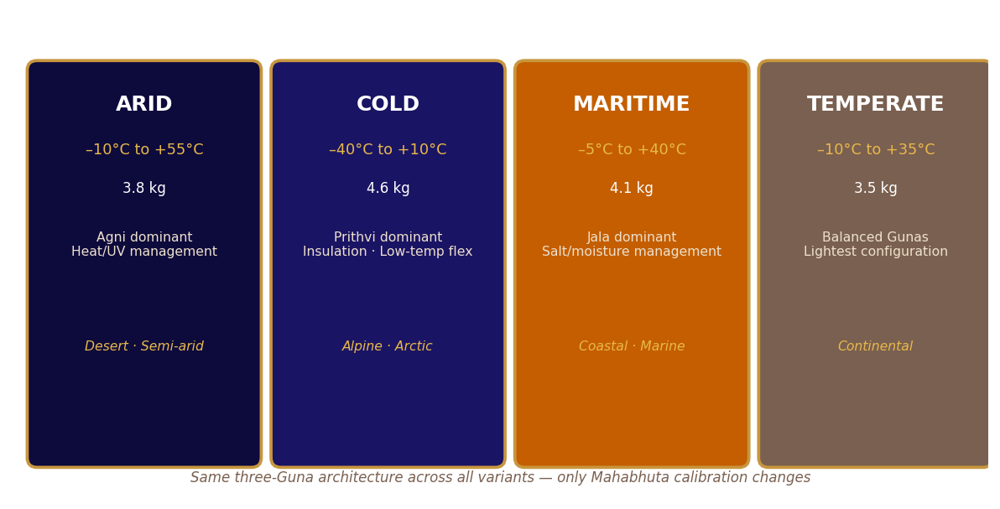 ARID
–10°C to +55°C
3.8 kg
Agni dominant
Heat/UV management
Desert · Semi-arid
COLD
–40°C to +10°C
4.6 kg
Prithvi dominant
Insulation · Low-temp flex
Alpine · Arctic
MARITIME
–5°C to +40°C
4.1 kg
Jala dominant
Salt/moisture management
Coastal · Marine
TEMPERATE
–10°C to +35°C
3.5 kg
Balanced Gunas
Lightest configuration
Continental
Same three-Guna architecture across all variants — only Mahabhuta calibration changes